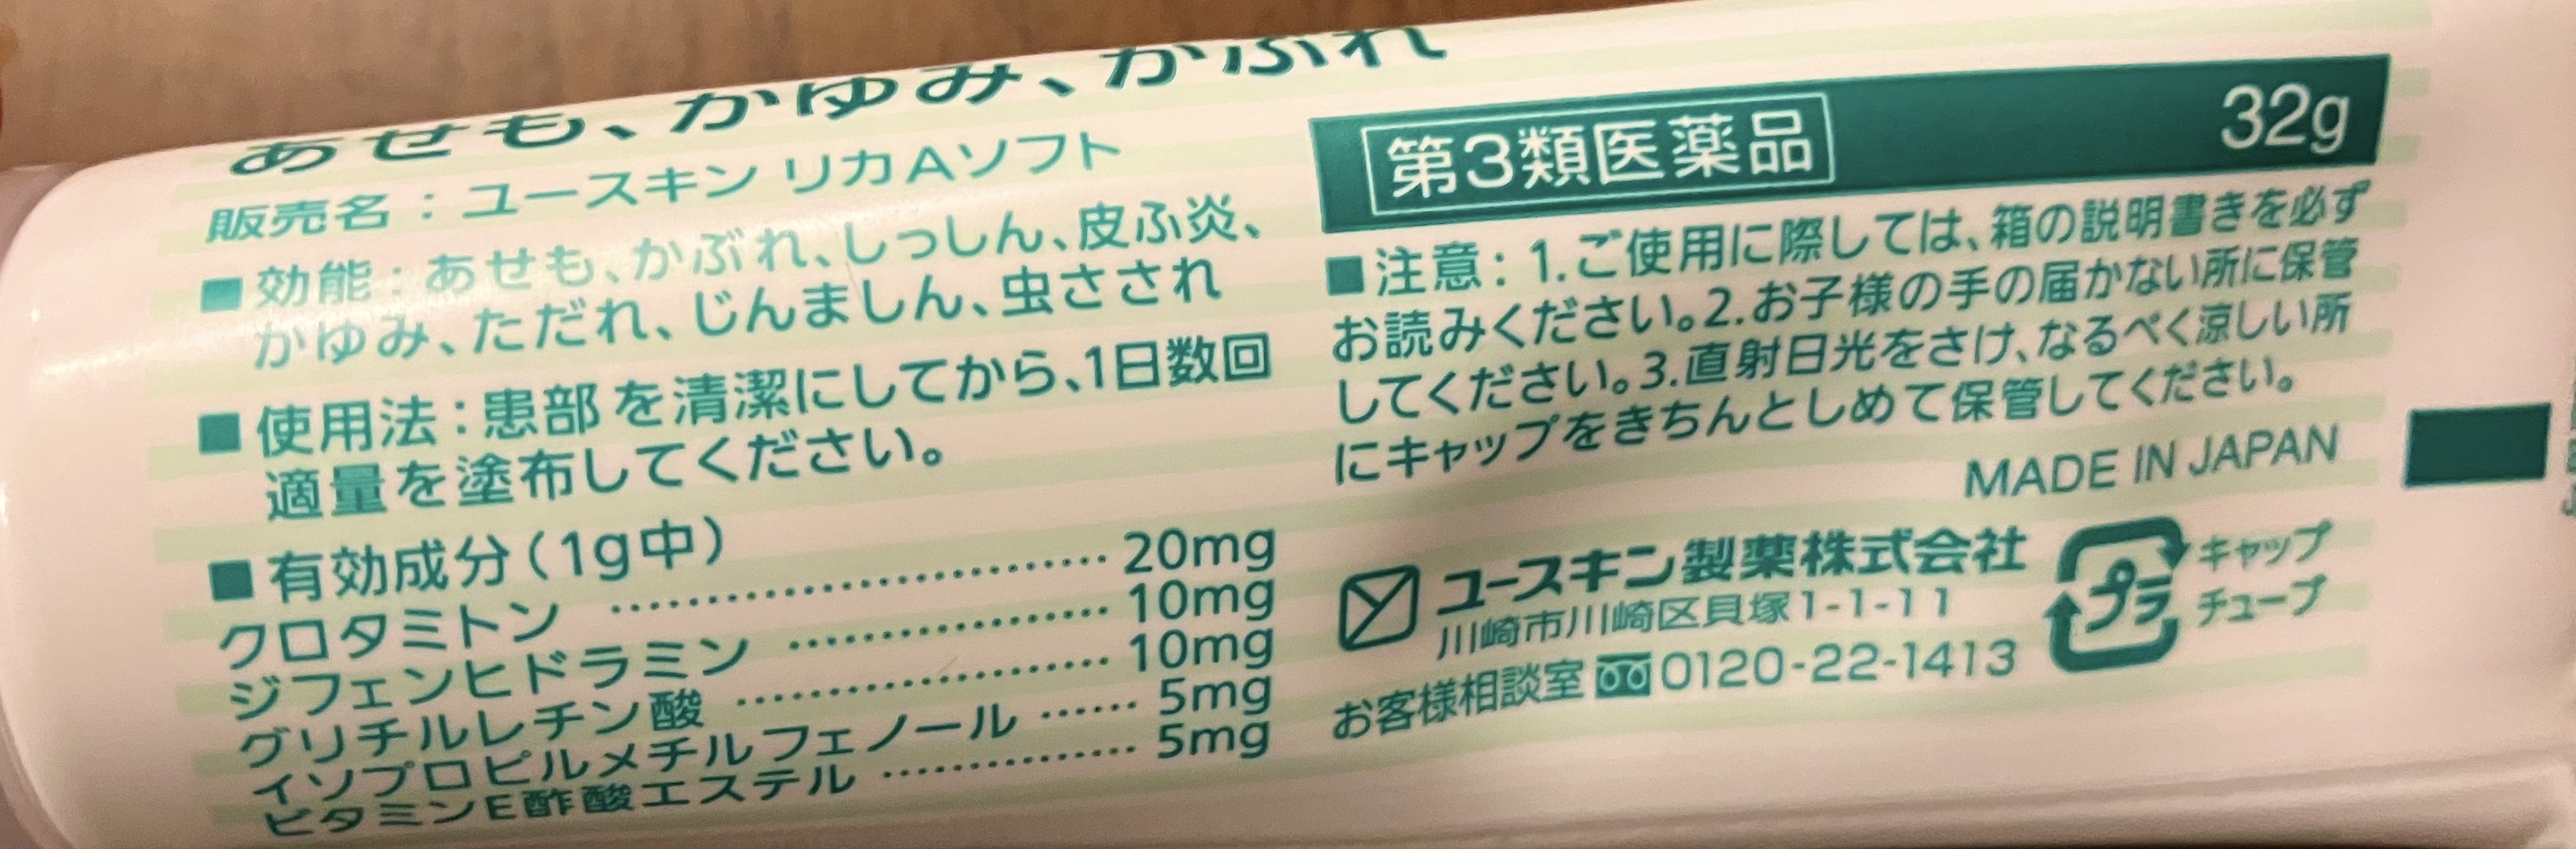 あせも、かゆみ、かぶれ
販売名：ユースキン リカAソフト
■効能：あせも、かぶれ、しっしん、皮ふ炎、
かゆみ、ただれ、じんましん、虫さされ
■使用法：患部を清潔にしてから、1日数回
適量を塗布してください。
■有効成分（1g中）
クロタミトン ………………………… 20mg
ジフェンヒドラミン ………………… 10mg
グリチルレチン酸 …………………… 10mg
イソプロピルメチルフェノール …… 5mg
ビタミンE酢酸エステル …………… 5mg
第3類医薬品 32g
■注意：1.ご使用に際しては、箱の説明書きを必ず
お読みください。2.お子様の手の届かない所に保管
してください。3.直射日光をさけ、なるべく涼しい所
にキャップをきちんとしめて保管してください。
MADE IN JAPAN
ユースキン製薬株式会社
川崎市川崎区貝塚1-1-11
お客様相談室 0120-22-1413
プラ
キャップ
チューブ